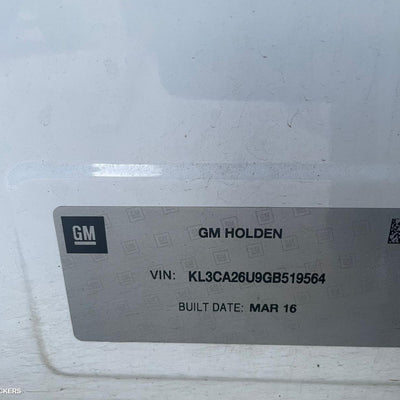 GM
GM HOLDEN
VIN: KL3CA26U9GB519564
BUILT DATE: MAR 16